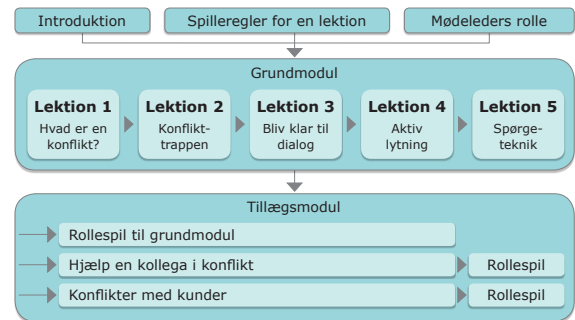 Introduktion
Spilleregler for en lektion
Mødeleders rolle
Grundmodul
Lektion 1
Hvad er en
konflikt?
Lektion 2
Konflikt-
trappen
Lektion 3
Bliv klar til
dialog
Lektion 4
Aktiv
lytning
Lektion 5
Spørge-
teknik
Tillægsmodul
Rollespil til grundmodul
Hjælp en kollega i konflikt
Rollespil
Konflikter med kunder
Rollespil